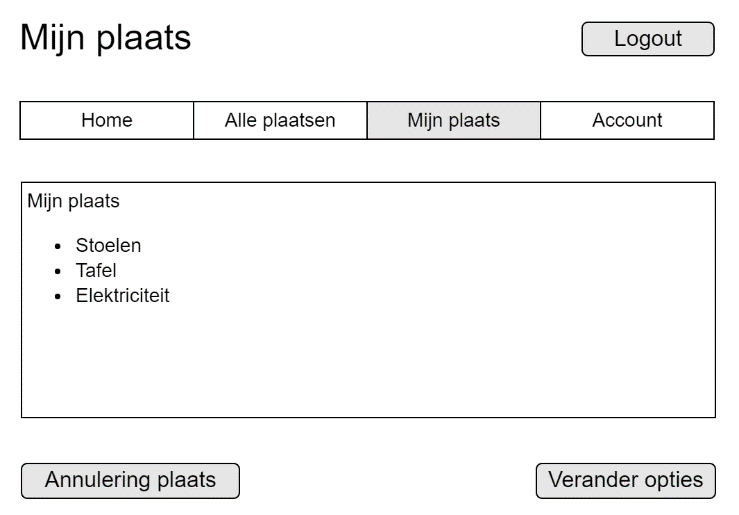 Mijn plaats
Logout
Home
Alle plaatsen
Mijn plaats
Account
Mijn plaats
Stoelen
Tafel
Elektriciteit
Annulering plaats
Verander opties